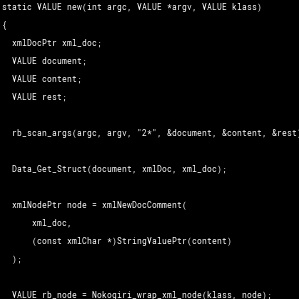 static VALUE new(int argc, VALUE *argv, VALUE klass)
{
xmlDocPtr xml_doc;
VALUE document;
VALUE content;
VALUE rest;
rb_scan_args(argc, argv, "2*", &document, &content, &rest
Data_Get_Struct(document, xmlDoc, xml_doc);
xmlNodePtr node = xmlNewDocComment(
xml_doc,
(const xmlChar *)StringValuePtr(content)
);
VALUE rb_node = Nokogiri_wrap_xml_node(klass, node);